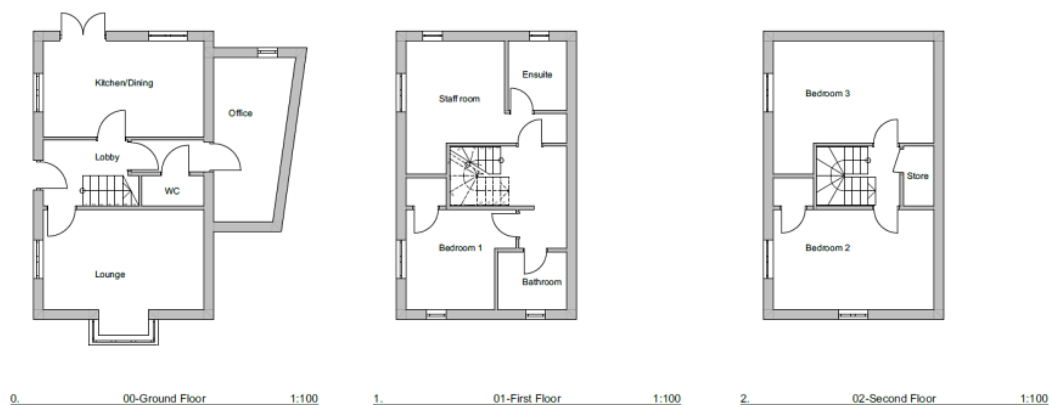 Kitchen/Dining
Office
Lobby
WC
Lounge
0. 00-Ground Floor 1:100
Ensuite
Staff room
Bedroom 1
Bathroom
1. 01-First Floor 1:100
Bedroom 3
Store
Bedroom 2
2. 02-Second Floor 1:100